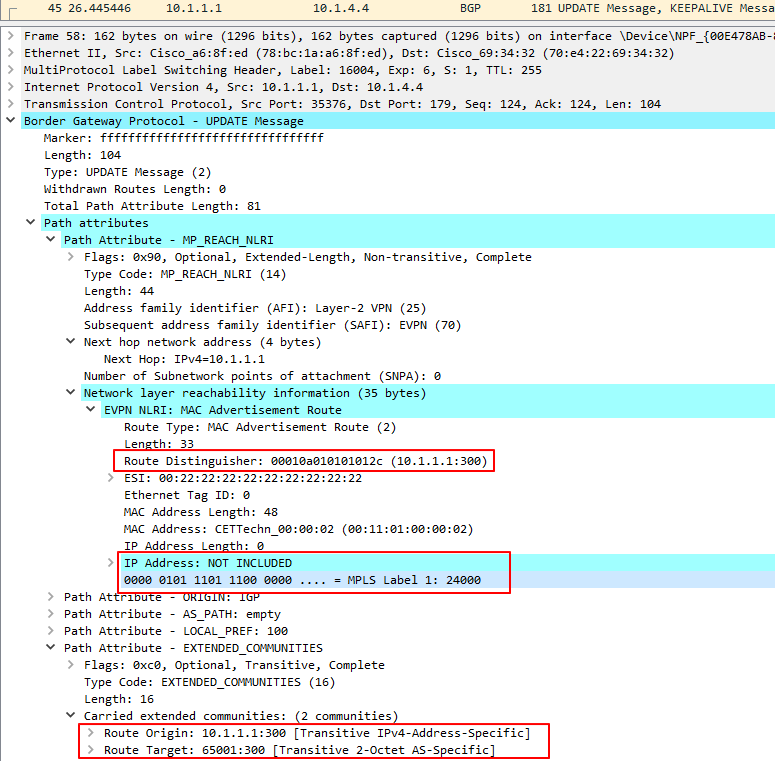 45 26.445446 10.1.1.1 10.1.4.4 BGP 181 UPDATE Message, KEEPALIVE Message
Frame 58: 162 bytes on wire (1296 bits), 162 bytes captured (1296 bits) on interface \Device\NPF_{00E478AB-
Ethernet II, Src: Cisco_a6:8f:ed (78:bc:1a:a6:8f:ed), Dst: Cisco_69:34:32 (70:e4:22:69:34:32)
MultiProtocol Label Switching Header, Label: 16004, Exp: 6, S: 1, TTL: 255
Internet Protocol Version 4, Src: 10.1.1.1, Dst: 10.1.4.4
Transmission Control Protocol, Src Port: 35376, Dst Port: 179, Seq: 124, Ack: 124, Len: 104
Border Gateway Protocol - UPDATE Message
Marker: ffffffffffffffffffffffffffffffff
Length: 104
Type: UPDATE Message (2)
Withdrawn Routes Length: 0
Total Path Attribute Length: 81
Path attributes
Path Attribute - MP_REACH_NLRI
Flags: 0x90, Optional, Extended-Length, Non-transitive, Complete
Type Code: MP_REACH_NLRI (14)
Length: 44
Address family identifier (AFI): Layer-2 VPN (25)
Subsequent address family identifier (SAFI): EVPN (70)
Next hop network address (4 bytes)
Next Hop: IPv4=10.1.1.1
Number of Subnetwork points of attachment (SNPA): 0
Network layer reachability information (35 bytes)
EVPN NLRI: MAC Advertisement Route
Route Type: MAC Advertisement Route (2)
Length: 33
Route Distinguisher: 00010a010101012c (10.1.1.1:300)
ESI: 00:22:22:22:22:22:22:22:22:22
Ethernet Tag ID: 0
MAC Address Length: 48
MAC Address: CETTechn_00:00:02 (00:11:01:00:00:02)
IP Address Length: 0
IP Address: NOT INCLUDED
0000 0101 1101 1100 0000 .... = MPLS Label 1: 24000
Path Attribute - ORIGIN: IGP
Path Attribute - AS_PATH: empty
Path Attribute - LOCAL_PREF: 100
Path Attribute - EXTENDED_COMMUNITIES
Flags: 0xc0, Optional, Transitive, Complete
Type Code: EXTENDED_COMMUNITIES (16)
Length: 16
Carried extended communities: (2 communities)
Route Origin: 10.1.1.1:300 [Transitive IPv4-Address-Specific]
Route Target: 65001:300 [Transitive 2-Octet AS-Specific]